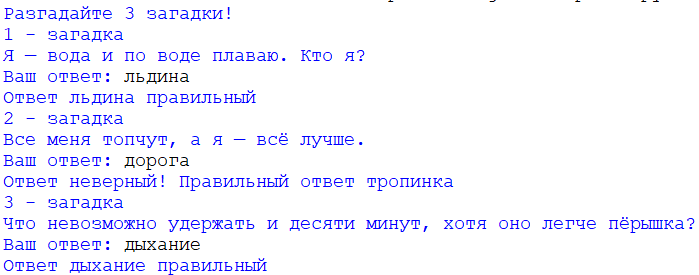 Разгадайте 3 загадки!
1 - загадка
Я — вода и по воде плаваю. Кто я?
Ваш ответ: льдина
Ответ льдина правильный
2 - загадка
Все меня топчут, а я — всё лучше.
Ваш ответ: дорога
Ответ неверный! Правильный ответ тропинка
3 - загадка
Что невозможно удержать и десяти минут, хотя оно легче пёрышка?
Ваш ответ: дыхание
Ответ дыхание правильный